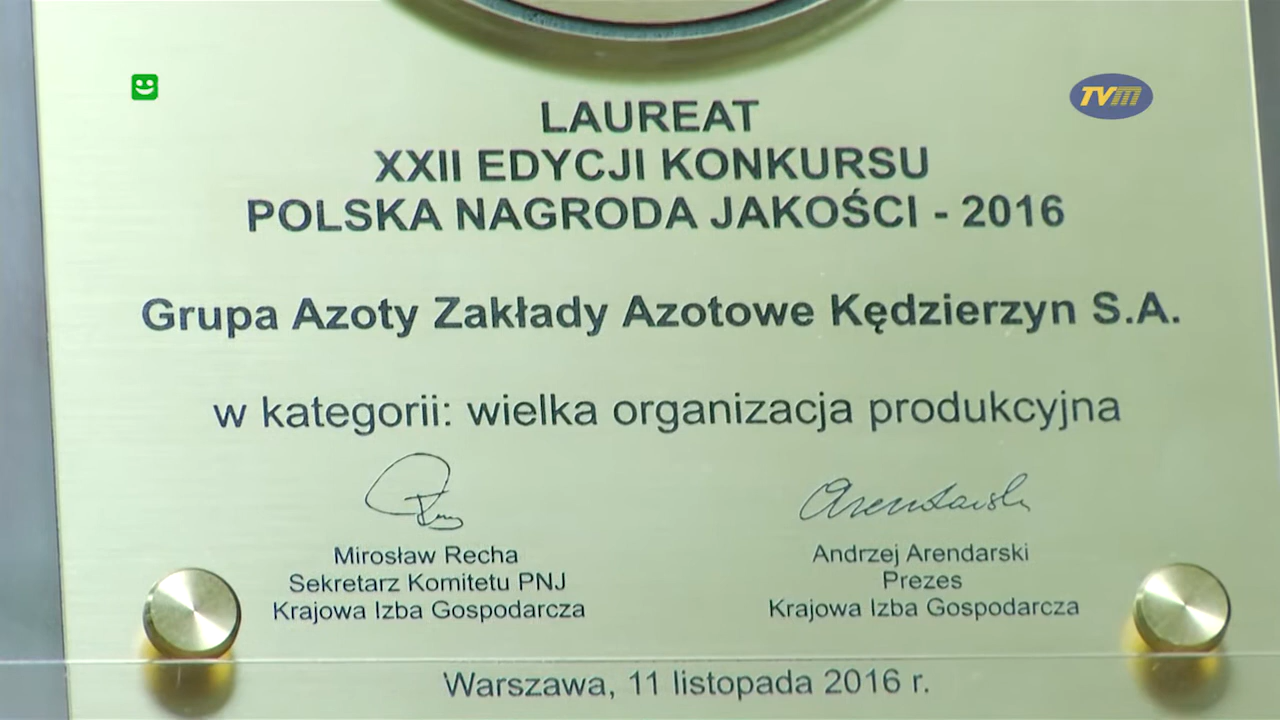 TVm
LAUREAT
XXII EDYCJI KONKURSU
POLSKA NAGRODA JAKOŚCI - 2016
Grupa Azoty Zakłady Azotowe Kędzierzyn S.A.
w kategorii: wielka organizacja produkcyjna
Arendarski
Mirosław Recha
Sekretarz Komitetu PNJ
Krajowa Izba Gospodarcza
Andrzej Arendarski
Prezes
Krajowa Izba Gospodarcza
Warszawa, 11 listopada 2016 r.